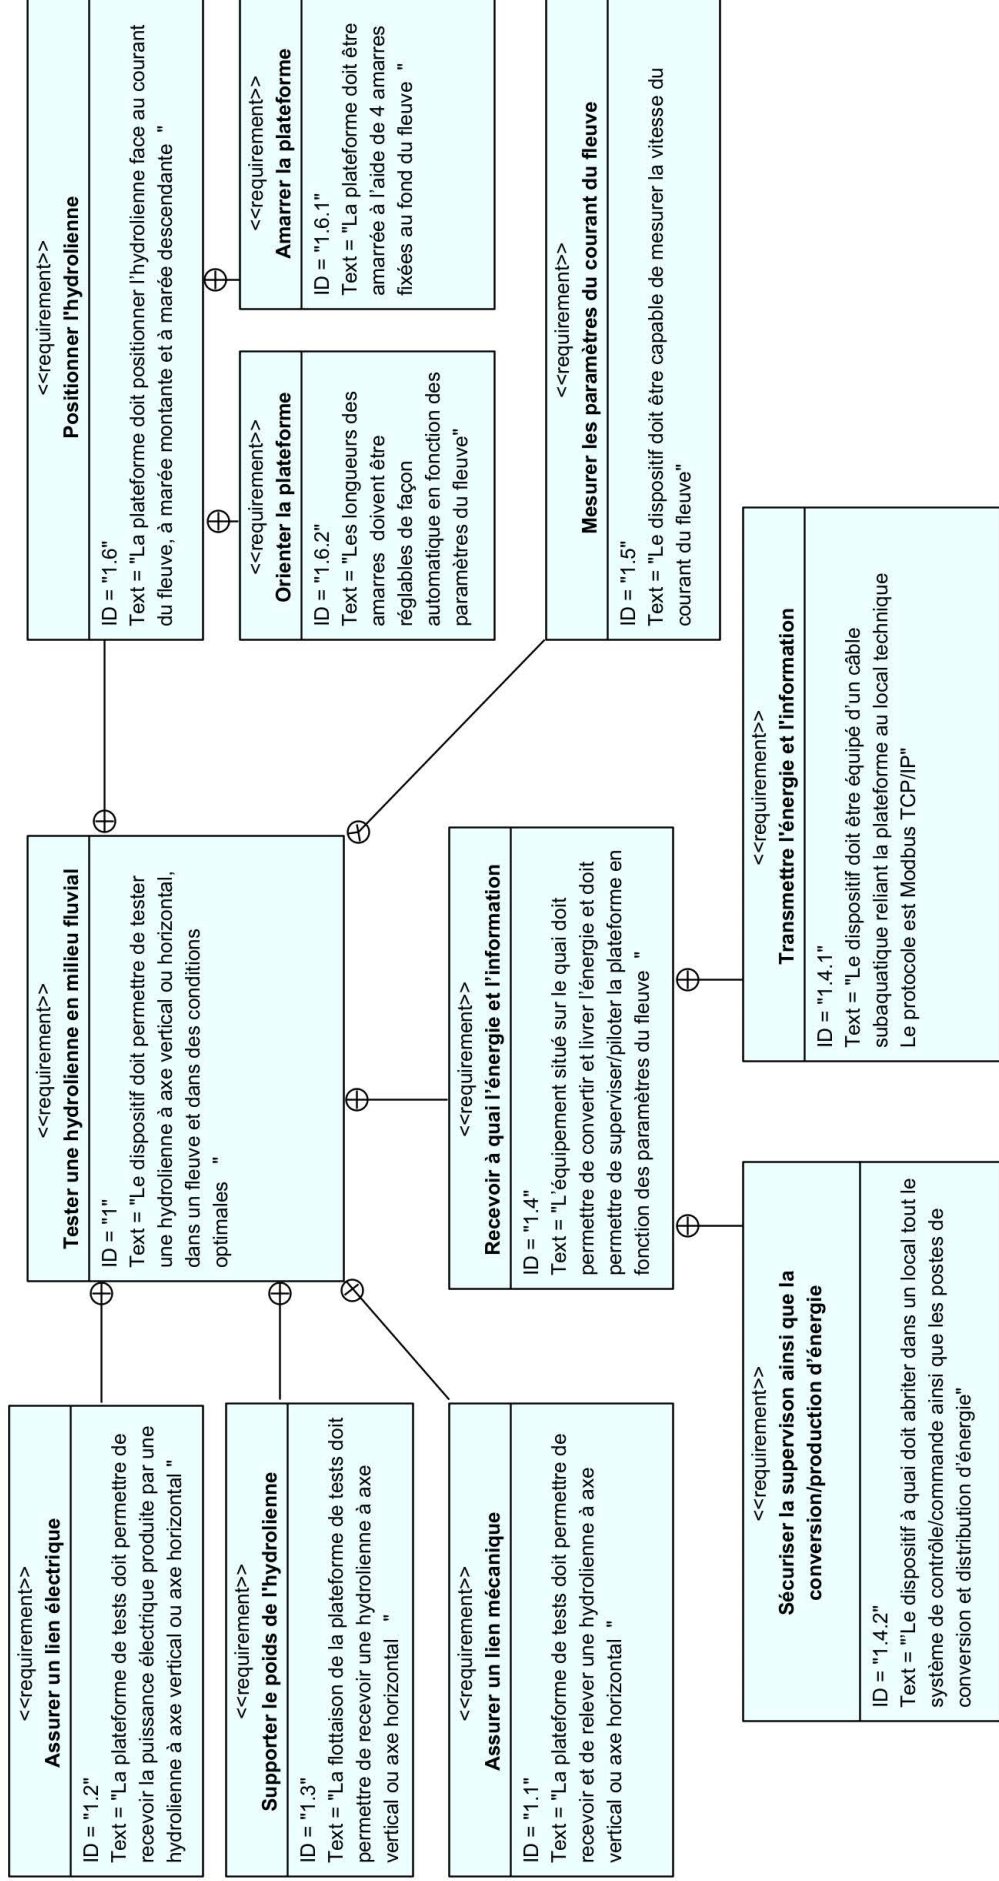 <<requirement>>
Assurer un lien électrique
ID = "1.2"
Text = "La plateforme de tests doit permettre de
recevoir la puissance électrique produite par une
hydrolienne à axe vertical ou axe horizontal "
<<requirement>>
Supporter le poids de l'hydrolienne
ID = "1.3"
Text = "La flottaison de la plateforme de tests doit
permettre de recevoir une hydrolienne à axe
vertical ou axe horizontal "
<<requirement>>
Assurer un lien mécanique
ID = "1.1"
Text = "La plateforme de tests doit permettre de
recevoir et de relever une hydrolienne à axe
vertical ou axe horizontal "
<<requirement>>
Tester une hydrolienne en milieu fluvial
ID = "1"
Text = "Le dispositif doit permettre de tester
une hydrolienne à axe vertical ou horizontal,
dans un fleuve et dans des conditions
optimales "
<<requirement>>
Positionner l'hydrolienne
ID = "1.6"
Text = "La plateforme doit positionner l'hydrolienne face au courant
du fleuve, à marée montante et à marée descendante "
<<requirement>>
Orienter la plateforme
ID = "1.6.2"
Text = "Les longueurs des
amarres doivent être
réglables de façon
automatique en fonction des
paramètres du fleuve"
<<requirement>>
Amarrer la plateforme
ID = "1.6.1"
Text = "La plateforme doit être
amarrée à l'aide de 4 amarres
fixées au fond du fleuve "
<<requirement>>
Recevoir à quai l'énergie et l'information
ID = "1.4"
Text = "L'équipement situé sur le quai doit
permettre de convertir et livrer l'énergie et doit
permettre de superviser/piloter la plateforme en
fonction des paramètres du fleuve "
<<requirement>>
Mesurer les paramètres du courant du fleuve
ID = "1.5"
Text = "Le dispositif doit être capable de mesurer la vitesse du
courant du fleuve"
<<requirement>>
Sécuriser la supervison ainsi que la
conversion/production d'énergie
ID = "1.4.2"
Text = "'Le dispositif à quai doit abriter dans un local tout le
système de contrôle/commande ainsi que les postes de
conversion et distribution d'énergie"
<<requirement>>
Transmettre l'énergie et l'information
ID = "1.4.1"
Text = "Le dispositif doit être équipé d'un câble
subaquatique reliant la plateforme au local technique
Le protocole est Modbus TCP/IP"